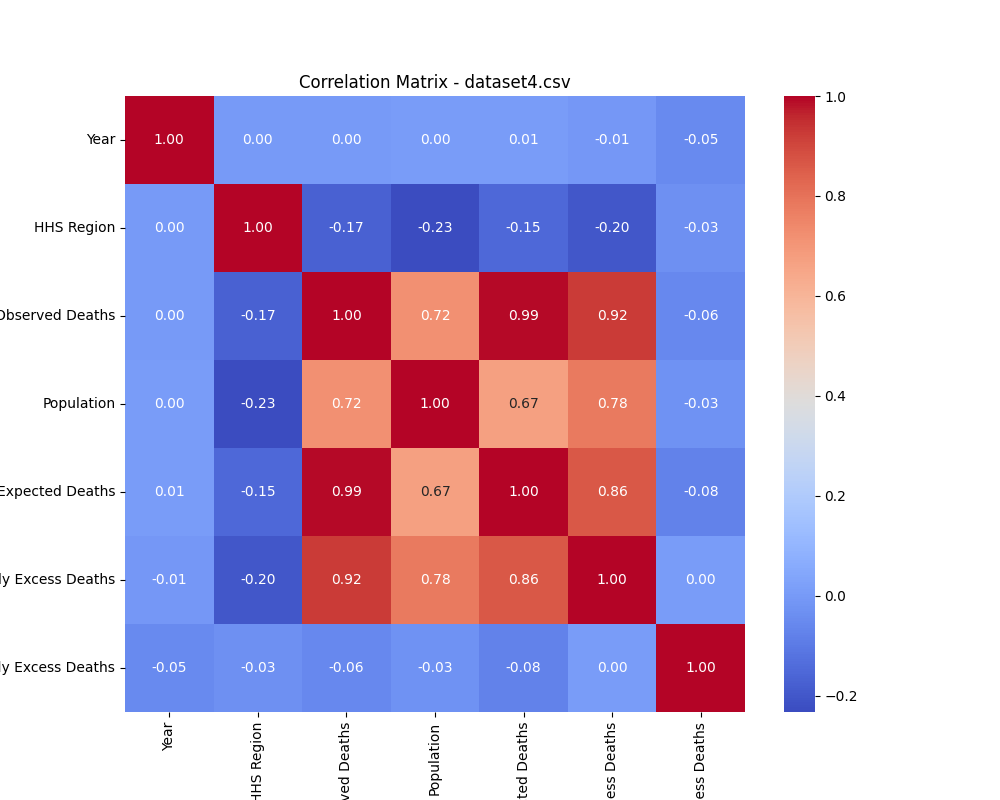 Correlation Matrix - dataset4.csv
Year 1.00 0.00 0.00 0.00 0.01 -0.01 -0.05
HHS Region 0.00 1.00 -0.17 -0.23 -0.15 -0.20 -0.03
Observed Deaths 0.00 -0.17 1.00 0.72 0.99 0.92 -0.06
Population 0.00 -0.23 0.72 1.00 0.67 0.78 -0.03
Expected Deaths 0.01 -0.15 0.99 0.67 1.00 0.86 -0.08
ly Excess Deaths -0.01 -0.20 0.92 0.78 0.86 1.00 0.00
ly Excess Deaths -0.05 -0.03 -0.06 -0.03 -0.08 0.00 1.00
Year
HHS Region
ved Deaths
Population
ted Deaths
ess Deaths
ess Deaths
1.0
0.8
0.6
0.4
0.2
0.0
−0.2